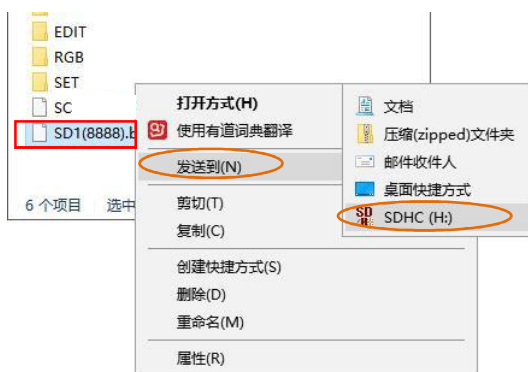 EDIT
RGB
SET
SC
SD1(8888).b
6 个项目 选中
打开方式(H)
使用有道词典翻译
发送到(N)
剪切(T)
复制(C)
创建快捷方式(S)
删除(D)
重命名(M)
属性(R)
文档
压缩(zipped)文件夹
邮件收件人
桌面快捷方式
SDHC (H:)